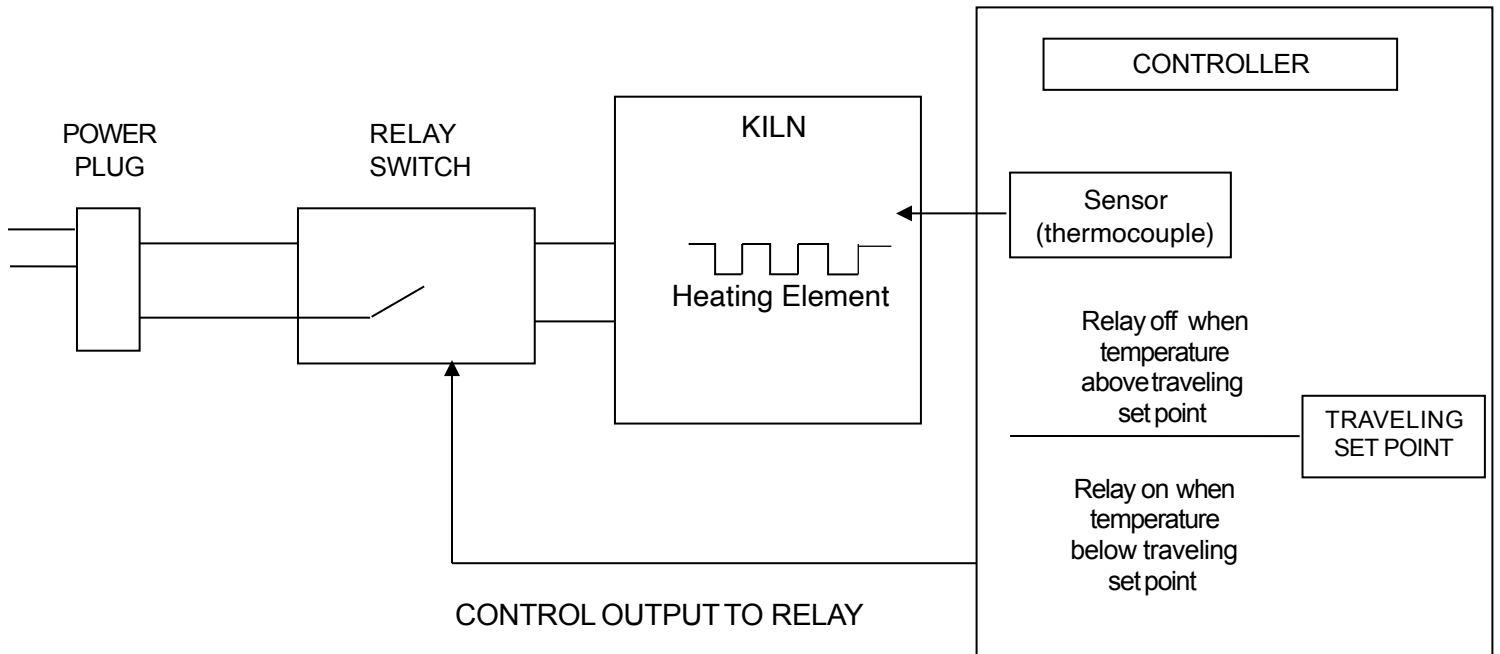 CONTROLLER
POWER
PLUG
RELAY
SWITCH
KILN
Sensor
(thermocouple)
Heating Element
Relay off when
temperature
above traveling
set point
TRAVELING
SET POINT
Relay on when
temperature
below traveling
set point
CONTROL OUTPUT TO RELAY